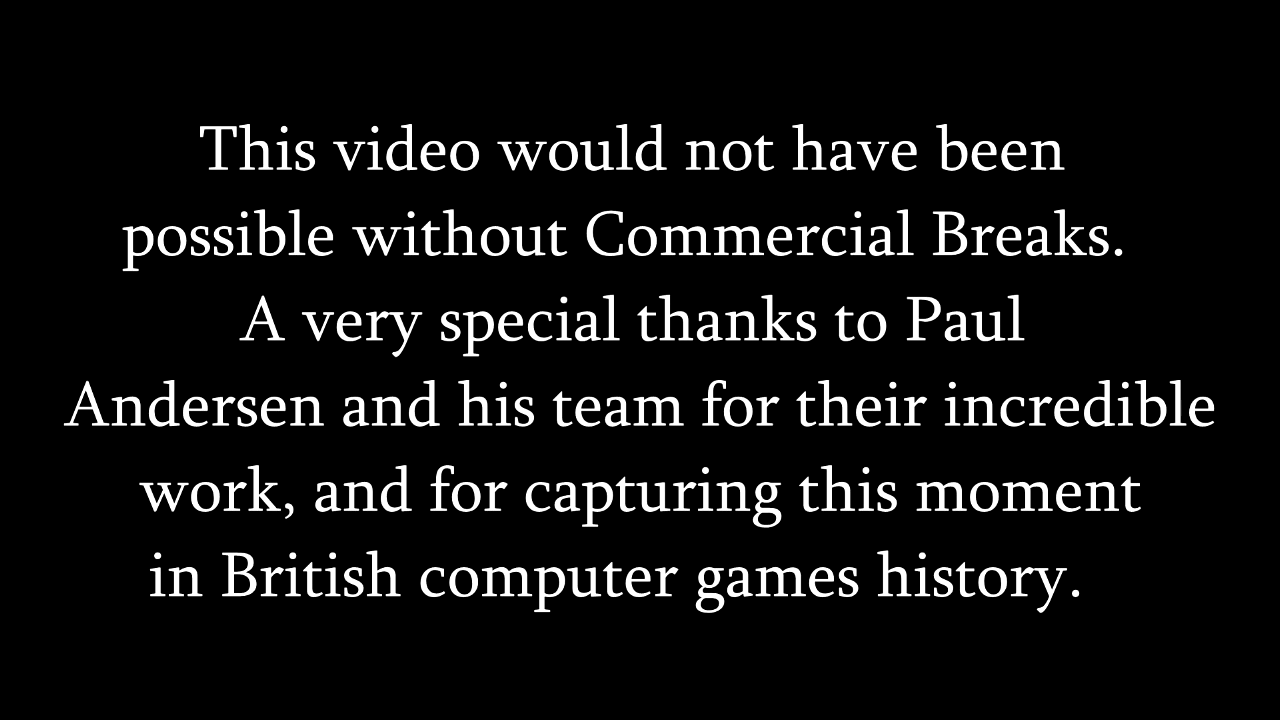 This video would not have been
possible without Commercial Breaks.
A very special thanks to Paul
Andersen and his team for their incredible
work, and for capturing this moment
in British computer games history.